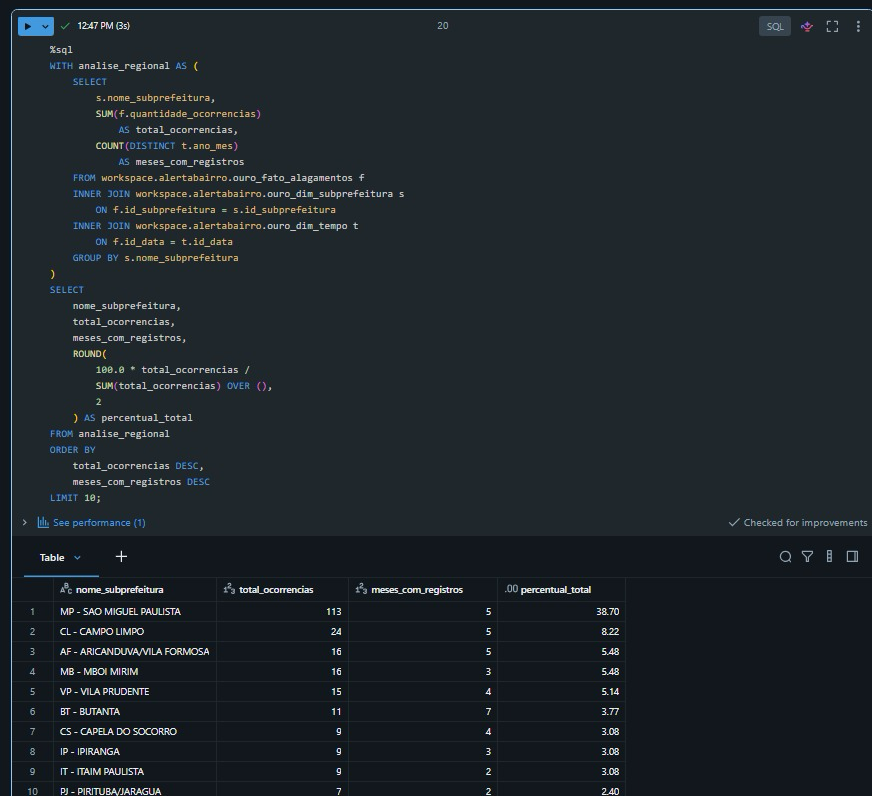 12:47 PM (3s)
20
SQL
%sql
WITH analise_regional AS (
SELECT
s.nome_subprefeitura,
SUM(f.quantidade_ocorrencias)
AS total_ocorrencias,
COUNT(DISTINCT t.ano_mes)
AS meses_com_registros
FROM workspace.alertabairro.ouro_fato_alagamentos f
INNER JOIN workspace.alertabairro.ouro_dim_subprefeitura s
ON f.id_subprefeitura = s.id_subprefeitura
INNER JOIN workspace.alertabairro.ouro_dim_tempo t
ON f.id_data = t.id_data
GROUP BY s.nome_subprefeitura
)
SELECT
nome_subprefeitura,
total_ocorrencias,
meses_com_registros,
ROUND(
100.0 * total_ocorrencias /
SUM(total_ocorrencias) OVER (),
2
) AS percentual_total
FROM analise_regional
ORDER BY
total_ocorrencias DESC,
meses_com_registros DESC
LIMIT 10;
See performance (1)
Checked for improvements
Table
nome_subprefeitura total_ocorrencias meses_com_registros .00 percentual_total
1 MP - SAO MIGUEL PAULISTA 113 5 38.70
2 CL - CAMPO LIMPO 24 5 8.22
3 AF - ARICANDUVA/VILA FORMOSA 16 5 5.48
4 MB - MBOI MIRIM 16 3 5.48
5 VP - VILA PRUDENTE 15 4 5.14
6 BT - BUTANTA 11 7 3.77
7 CS - CAPELA DO SOCORRO 9 4 3.08
8 IP - IPIRANGA 9 3 3.08
9 IT - ITAIM PAULISTA 9 2 3.08
10 PJ - PIRITUBA/JARAGUA 7 2 2.40